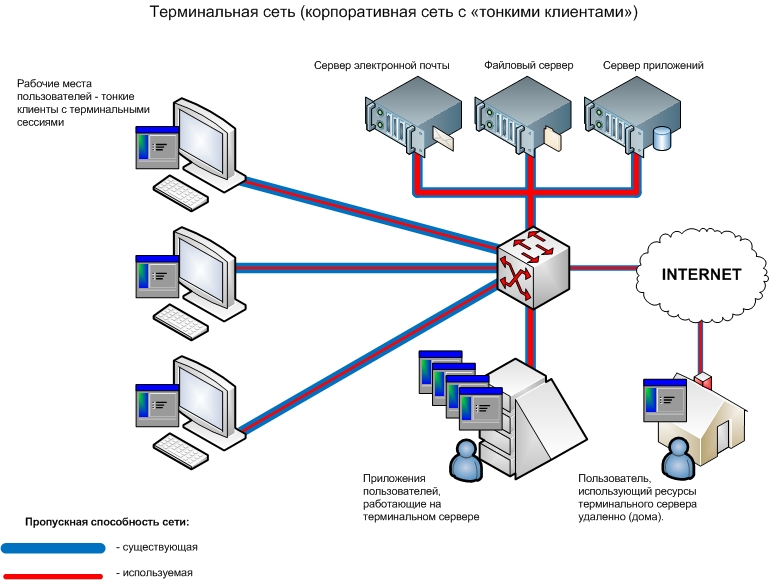 Терминальная сеть (корпоративная сеть с «тонкими клиентами»)
Сервер электронной почты
Файловый сервер
Сервер приложений
Рабочие места
пользователей - тонкие
клиенты с терминальными
сессиями
INTERNET
Приложения
пользователей,
работающие на
терминальном сервере
Пользователь,
использующий ресурсы
терминального сервера
удаленно (дома).
Пропускная способность сети:
- существующая
- используемая